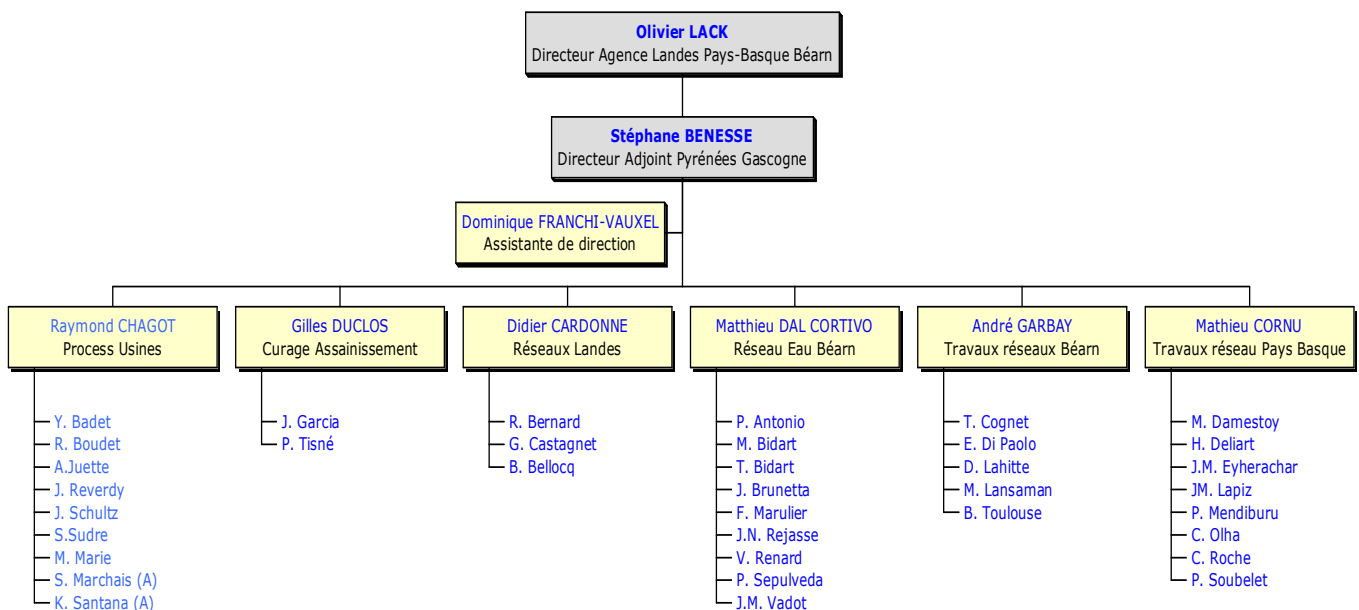 Olivier LACK
Directeur Agence Landes Pays-Basque Béarn
Stéphane BENESSE
Directeur Adjoint Pyrénées Gascogne
Dominique FRANCHI-VAUXEL
Assistante de direction
Raymond CHAGOT
Process Usines
Y. Badet
R. Boudet
A.Juette
J. Reverdy
J. Schultz
S.Sudre
M. Marie
S. Marchais (A)
K. Santana (A)
Gilles DUCLOS
Curage Assainissement
J. Garcia
P. Tisné
Didier CARDONNE
Réseaux Landes
R. Bernard
G. Castagnet
B. Bellocq
Matthieu DAL CORTIVO
Réseau Eau Béarn
P. Antonio
M. Bidart
T. Bidart
J. Brunetta
F. Marulier
J.N. Rejasse
V. Renard
P. Sepulveda
J.M. Vadot
André GARBAY
Travaux réseaux Béarn
T. Cognet
E. Di Paolo
D. Lahitte
M. Lansaman
B. Toulouse
Mathieu CORNU
Travaux réseau Pays Basque
M. Damestoy
H. Deliart
J.M. Eyherachar
JM. Lapiz
P. Mendiburu
C. Olha
C. Roche
P. Soubelet